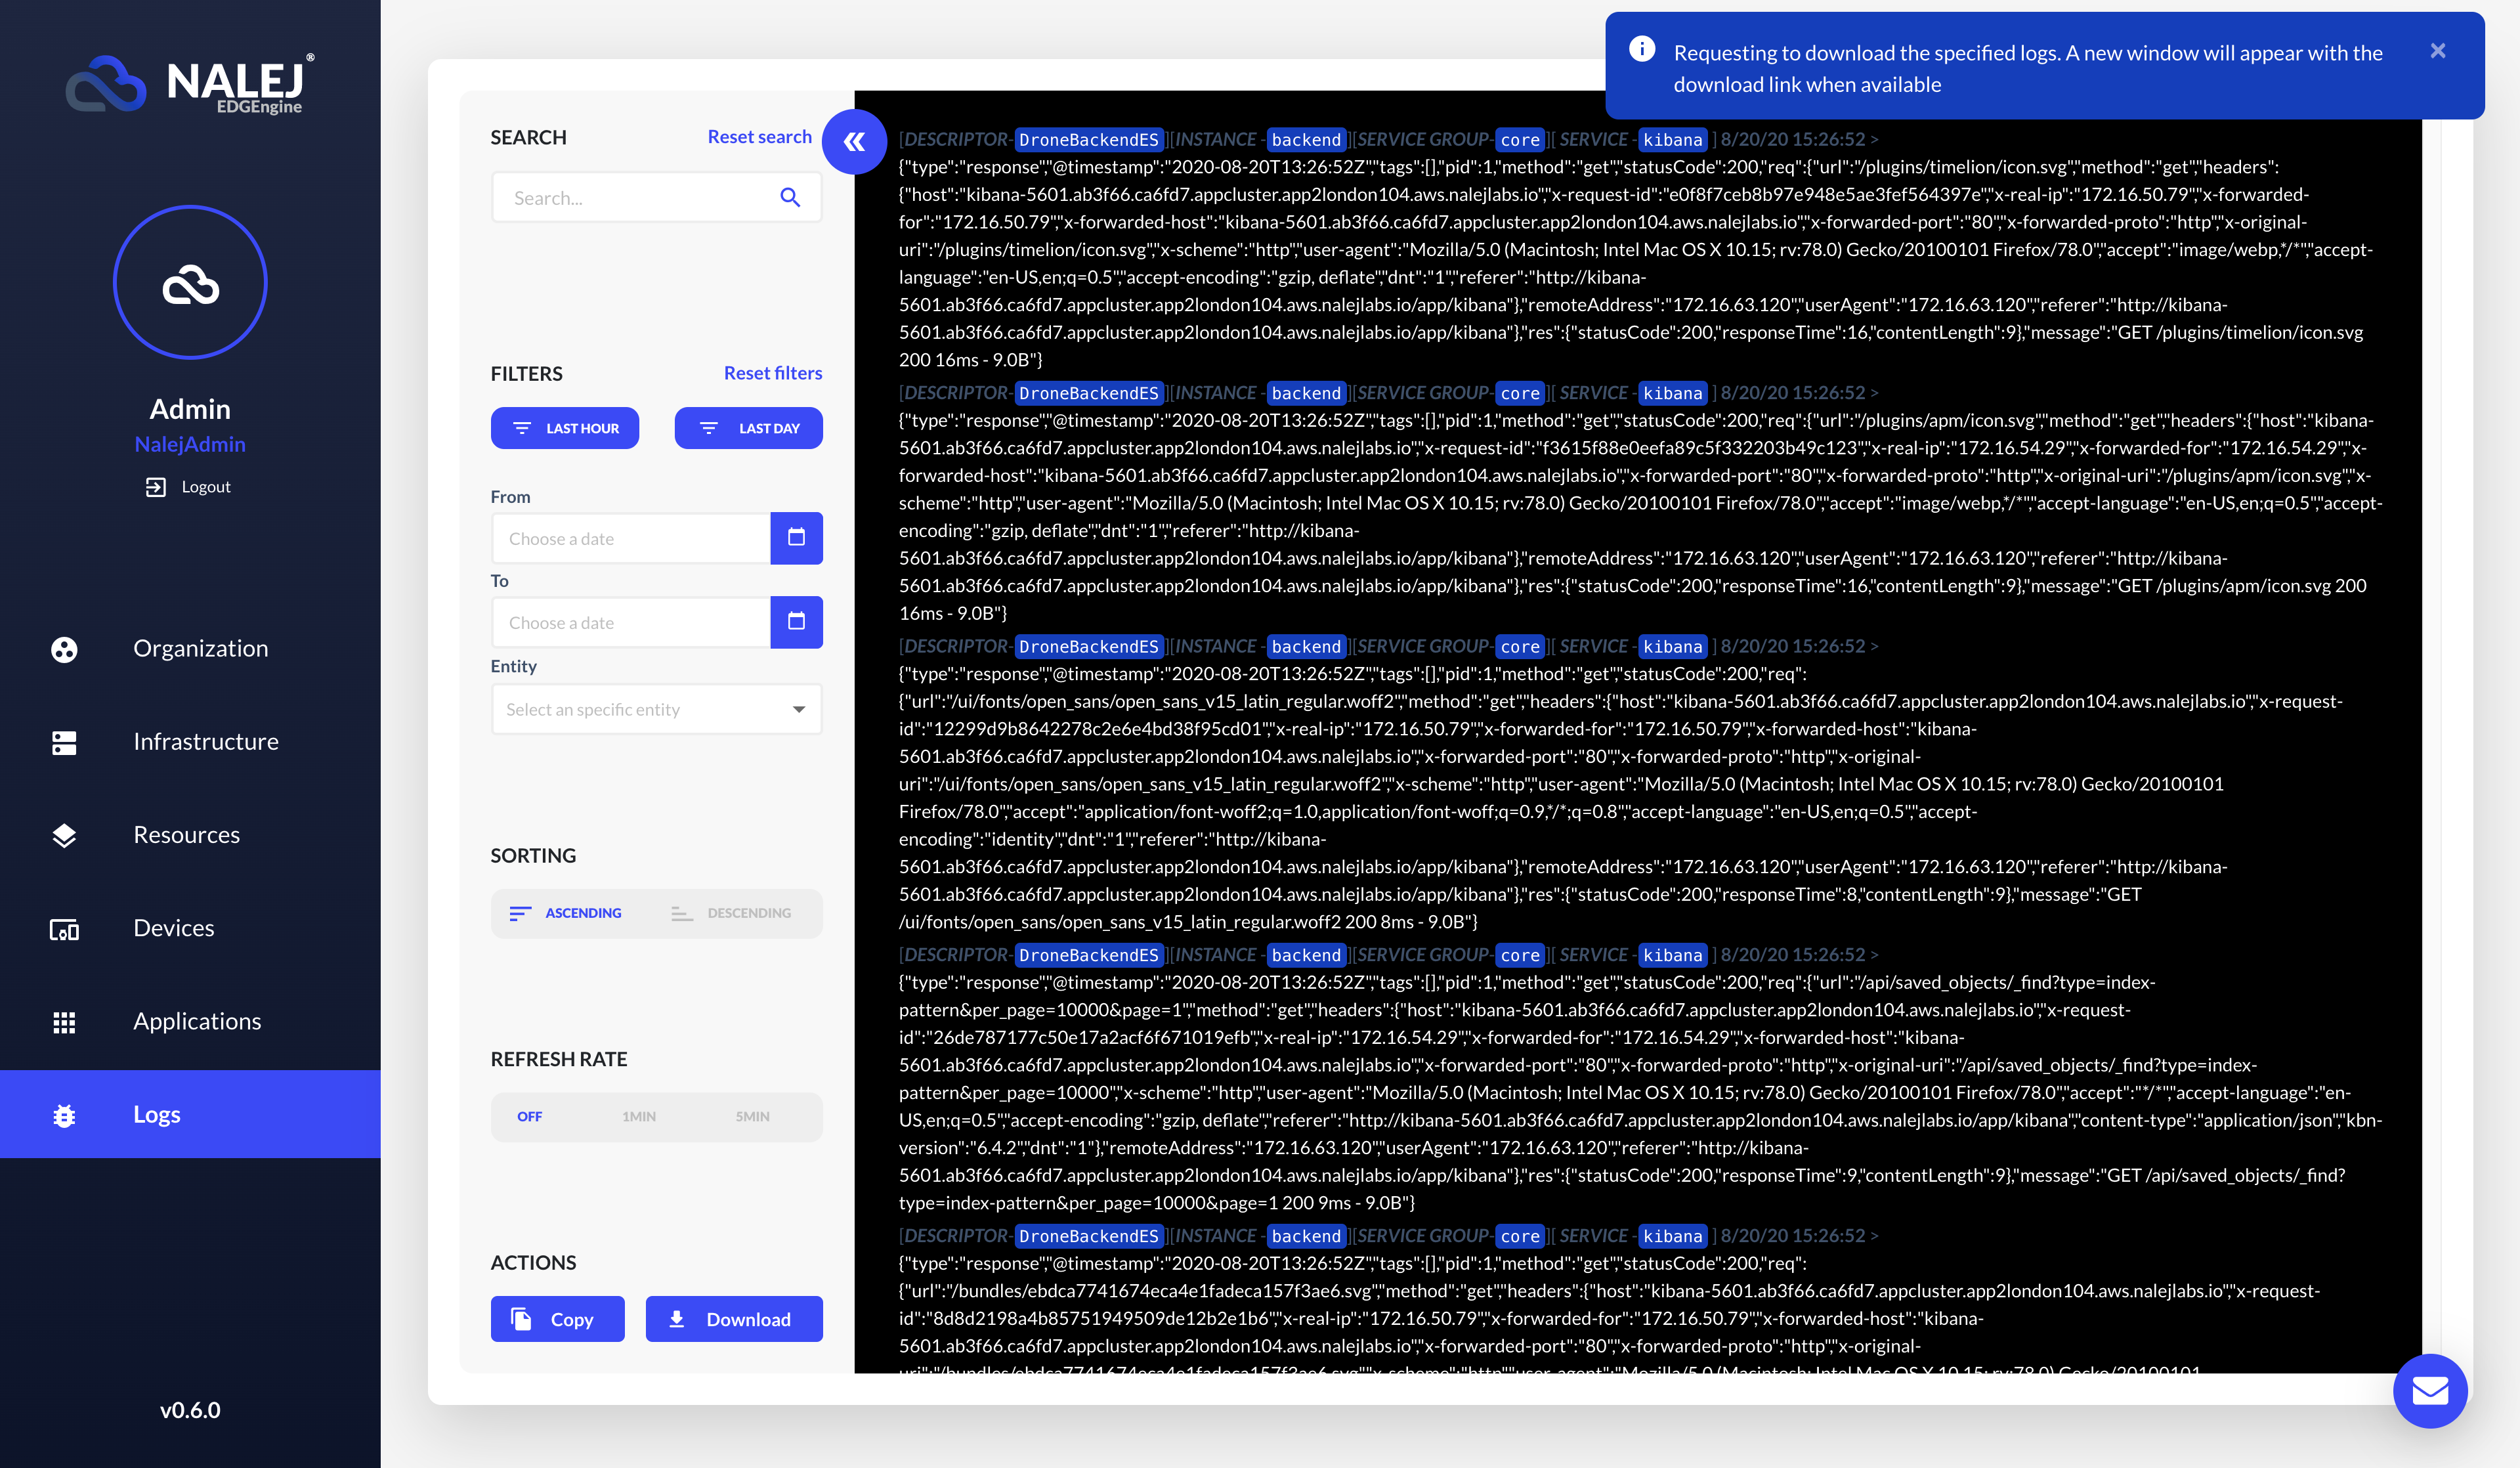 NALEJ®
EDGEngine
Admin
NalejAdmin
Logout
Organization
Infrastructure
Resources
Devices
Applications
Logs
v0.6.0
SEARCH
Reset search
Search...
FILTERS
Reset filters
LAST HOUR
LAST DAY
From
Choose a date
To
Choose a date
Entity
Select an specific entity
SORTING
ASCENDING
DESCENDING
REFRESH RATE
OFF
1MIN
5MIN
ACTIONS
Copy
Download
Requesting to download the specified logs. A new window will appear with the
download link when available
[DESCRIPTOR-DroneBackendES][INSTANCE - backend][SERVICE GROUP-core][ SERVICE - kibana ] 8/20/20 15:26:52 >
{"type":"response","@timestamp":"2020-08-20T13:26:52Z","tags":[],"pid":1,"method":"get","statusCode":200,"req":{"url":"/plugins/timelion/icon.svg","method":"get","headers":
{"host":"kibana-5601.ab3f66.ca6fd7.appcluster.app2london104.aws.nalejlabs.io","x-request-id":"e0f8f7ceb8b97e948e5ae3fef564397e","x-real-ip":"172.16.50.79","x-forwarded-
for":"172.16.50.79","x-forwarded-host":"kibana-5601.ab3f66.ca6fd7.appcluster.app2london104.aws.nalejlabs.io","x-forwarded-port":"80","x-forwarded-proto":"http","x-original-
uri":"/plugins/timelion/icon.svg","x-scheme":"http","user-agent":"Mozilla/5.0 (Macintosh; Intel Mac OS X 10.15; rv:78.0) Gecko/20100101 Firefox/78.0","accept":"image/webp,*/*","accept-
language":"en-US,en;q=0.5","accept-encoding":"gzip, deflate","dnt":"1","referer":"http://kibana-
5601.ab3f66.ca6fd7.appcluster.app2london104.aws.nalejlabs.io/app/kibana"},"remoteAddress":"172.16.63.120","userAgent":"172.16.63.120","referer":"http://kibana-
5601.ab3f66.ca6fd7.appcluster.app2london104.aws.nalejlabs.io/app/kibana"},"res":{"statusCode":200,"responseTime":16,"contentLength":9},"message":"GET /plugins/timelion/icon.svg
200 16ms - 9.0B"}
[DESCRIPTOR-DroneBackendES][INSTANCE - backend][SERVICE GROUP-core][ SERVICE - kibana ] 8/20/20 15:26:52 >
{"type":"response","@timestamp":"2020-08-20T13:26:52Z","tags":[],"pid":1,"method":"get","statusCode":200,"req":{"url":"/plugins/apm/icon.svg","method":"get","headers":{"host":"kibana-
5601.ab3f66.ca6fd7.appcluster.app2london104.aws.nalejlabs.io","x-request-id":"f3615f88e0eefa89c5f332203b49c123","x-real-ip":"172.16.54.29","x-forwarded-for":"172.16.54.29","x-
forwarded-host":"kibana-5601.ab3f66.ca6fd7.appcluster.app2london104.aws.nalejlabs.io","x-forwarded-port":"80","x-forwarded-proto":"http","x-original-uri":"/plugins/apm/icon.svg","x-
scheme":"http","user-agent":"Mozilla/5.0 (Macintosh; Intel Mac OS X 10.15; rv:78.0) Gecko/20100101 Firefox/78.0","accept":"image/webp,*/*","accept-language":"en-US,en;q=0.5","accept-
encoding":"gzip, deflate","dnt":"1","referer":"http://kibana-
5601.ab3f66.ca6fd7.appcluster.app2london104.aws.nalejlabs.io/app/kibana"},"remoteAddress":"172.16.63.120","userAgent":"172.16.63.120","referer":"http://kibana-
5601.ab3f66.ca6fd7.appcluster.app2london104.aws.nalejlabs.io/app/kibana"},"res":{"statusCode":200,"responseTime":16,"contentLength":9},"message":"GET /plugins/apm/icon.svg 200
16ms - 9.0B"}
[DESCRIPTOR-DroneBackendES][INSTANCE - backend][SERVICE GROUP-core][ SERVICE - kibana ] 8/20/20 15:26:52 >
{"type":"response","@timestamp":"2020-08-20T13:26:52Z","tags":[],"pid":1,"method":"get","statusCode":200,"req":
{"url":"/ui/fonts/open_sans/open_sans_v15_latin_regular.woff2","method":"get","headers":{"host":"kibana-5601.ab3f66.ca6fd7.appcluster.app2london104.aws.nalejlabs.io","x-request-
id":"12299d9b8642278c2e6e4bd38f95cd01","x-real-ip":"172.16.50.79","x-forwarded-for":"172.16.50.79","x-forwarded-host":"kibana-
5601.ab3f66.ca6fd7.appcluster.app2london104.aws.nalejlabs.io","x-forwarded-port":"80","x-forwarded-proto":"http","x-original-
uri":"/ui/fonts/open_sans/open_sans_v15_latin_regular.woff2","x-scheme":"http","user-agent":"Mozilla/5.0 (Macintosh; Intel Mac OS X 10.15; rv:78.0) Gecko/20100101
Firefox/78.0","accept":"application/font-woff2;q=1.0,application/font-woff;q=0.9,*/*;q=0.8","accept-language":"en-US,en;q=0.5","accept-
encoding":"identity","dnt":"1","referer":"http://kibana-
5601.ab3f66.ca6fd7.appcluster.app2london104.aws.nalejlabs.io/app/kibana"},"remoteAddress":"172.16.63.120","userAgent":"172.16.63.120","referer":"http://kibana-
5601.ab3f66.ca6fd7.appcluster.app2london104.aws.nalejlabs.io/app/kibana"},"res":{"statusCode":200,"responseTime":8,"contentLength":9},"message":"GET
/ui/fonts/open_sans/open_sans_v15_latin_regular.woff2 200 8ms - 9.0B"}
[DESCRIPTOR-DroneBackendES][INSTANCE - backend][SERVICE GROUP-core][ SERVICE - kibana ] 8/20/20 15:26:52 >
{"type":"response","@timestamp":"2020-08-20T13:26:52Z","tags":[],"pid":1,"method":"get","statusCode":200,"req":{"url":"/api/saved_objects/_find?type=index-
pattern&per_page=10000&page=1","method":"get","headers":{"host":"kibana-5601.ab3f66.ca6fd7.appcluster.app2london104.aws.nalejlabs.io","x-request-
id":"26de787177c50e17a2acf6f671019efb","x-real-ip":"172.16.54.29","x-forwarded-for":"172.16.54.29","x-forwarded-host":"kibana-
5601.ab3f66.ca6fd7.appcluster.app2london104.aws.nalejlabs.io","x-forwarded-port":"80","x-forwarded-proto":"http","x-original-uri":"/api/saved_objects/_find?type=index-
pattern&per_page=10000","x-scheme":"http","user-agent":"Mozilla/5.0 (Macintosh; Intel Mac OS X 10.15; rv:78.0) Gecko/20100101 Firefox/78.0","accept":"*/*","accept-language":"en-
US,en;q=0.5","accept-encoding":"gzip, deflate","referer":"http://kibana-5601.ab3f66.ca6fd7.appcluster.app2london104.aws.nalejlabs.io/app/kibana","content-type":"application/json","kbn-
version":"6.4.2","dnt":"1"},"remoteAddress":"172.16.63.120","userAgent":"172.16.63.120","referer":"http://kibana-
5601.ab3f66.ca6fd7.appcluster.app2london104.aws.nalejlabs.io/app/kibana"},"res":{"statusCode":200,"responseTime":9,"contentLength":9},"message":"GET /api/saved_objects/_find?
type=index-pattern&per_page=10000&page=1 200 9ms - 9.0B"}
[DESCRIPTOR-DroneBackendES][INSTANCE - backend][SERVICE GROUP-core][ SERVICE - kibana ] 8/20/20 15:26:52 >
{"type":"response","@timestamp":"2020-08-20T13:26:52Z","tags":[],"pid":1,"method":"get","statusCode":200,"req":
{"url":"/bundles/ebdca7741674eca4e1fadeca157f3ae6.svg","method":"get","headers":{"host":"kibana-5601.ab3f66.ca6fd7.appcluster.app2london104.aws.nalejlabs.io","x-request-
id":"8d8d2198a4b85751949509de12b2e1b6","x-real-ip":"172.16.50.79","x-forwarded-for":"172.16.50.79","x-forwarded-host":"kibana-
5601.ab3f66.ca6fd7.appcluster.app2london104.aws.nalejlabs.io","x-forwarded-port":"80","x-forwarded-proto":"http","x-original-
uri":"/bundles/ebdca7741674eca4e1fadeca157f3ae6.svg","x-scheme":"http","user-agent":"Mozilla/5.0 (Macintosh; Intel Mac OS X 10.15; rv:78.0) Gecko/20100101